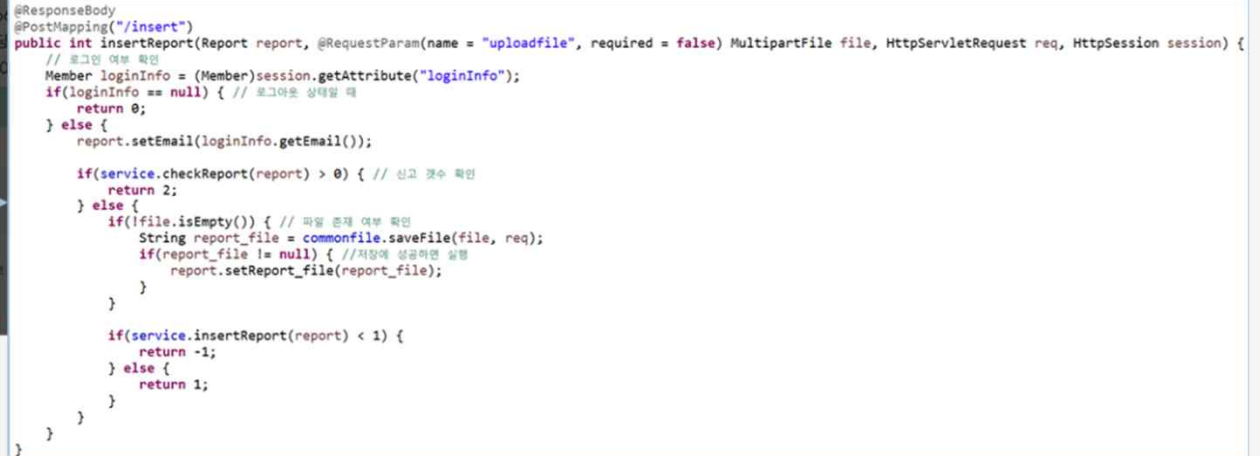 @ResponseBody
@PostMapping("/insert")
public int insertReport(Report report, @RequestParam(name = "uploadfile", required = false) MultipartFile file, HttpServletRequest req, HttpSession session) {
// 로그인 여부 확인
Member loginInfo = (Member)session.getAttribute("loginInfo");
if(loginInfo == null) { // 로그아웃 상태일 때
return 0;
} else {
report.setEmail(loginInfo.getEmail());
if(service.checkReport(report) > 0) { // 신고 갯수 확인
return 2;
} else {
if(!file.isEmpty()) { // 파일 존재 여부 확인
String report_file = commonfile.saveFile(file, req);
if(report_file != null) { //저장에 성공하면 실행
report.setReport_file(report_file);
}
}
if(service.insertReport(report) < 1) {
return -1;
} else {
return 1;
}
}
}
}